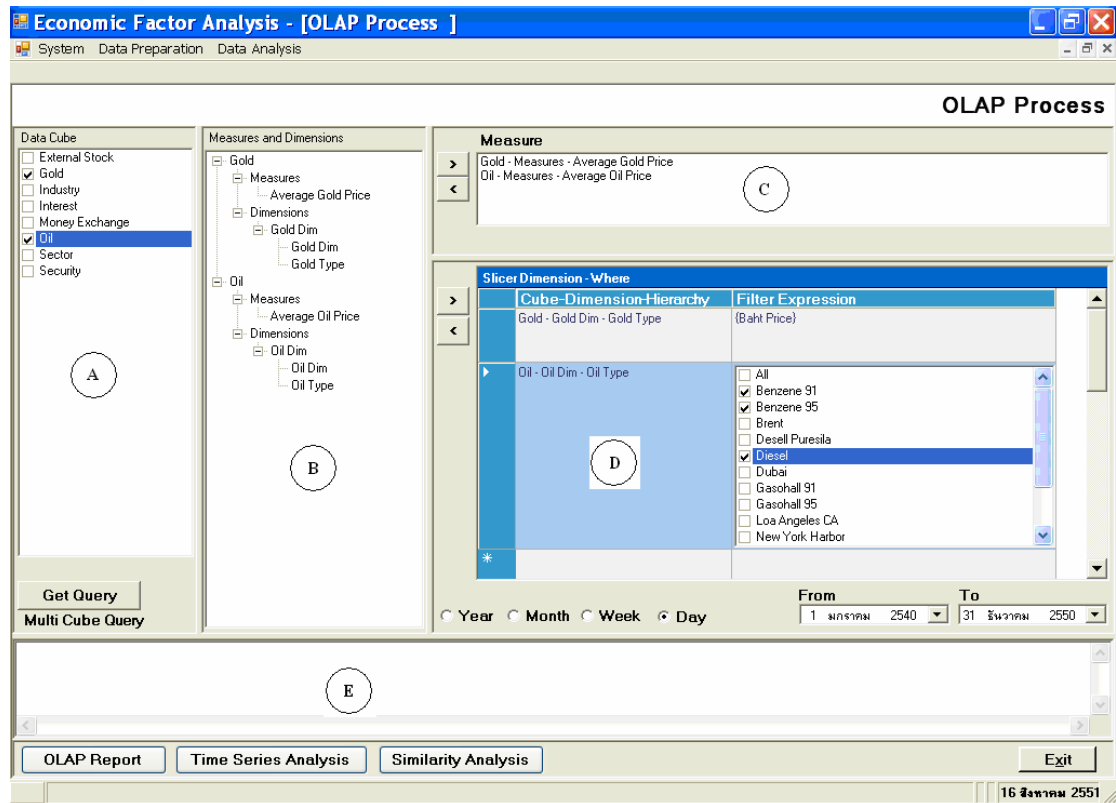 Economic Factor Analysis - [OLAP Process ]
System Data Preparation Data Analysis
OLAP Process
Data Cube
External Stock
Gold
Industry
Interest
Money Exchange
Oil
Sector
Security
A
Get Query
Multi Cube Query
Measures and Dimensions
Gold
Measures
Average Gold Price
Dimensions
Gold Dim
Gold Dim
Gold Type
Oil
Measures
Average Oil Price
Dimensions
Oil Dim
Oil Dim
Oil Type
B
Measure
>
<
Gold - Measures - Average Gold Price
Oil - Measures - Average Oil Price
C
>
<
Slicer Dimension - Where
Cube-Dimension-Hierarchy Filter Expression
Gold - Gold Dim - Gold Type {Baht Price}
Oil - Oil Dim - Oil Type
D
All
Benzene 91
Benzene 95
Brent
Desell Puresila
Diesel
Dubai
Gasohall 91
Gasohall 95
Loa Angeles CA
New York Harbor
*
Year Month Week Day
From To
1 มกราคม 2540 31 ธันวาคม 2550
E
OLAP Report Time Series Analysis Similarity Analysis Exit
16 สิงหาคม 2551